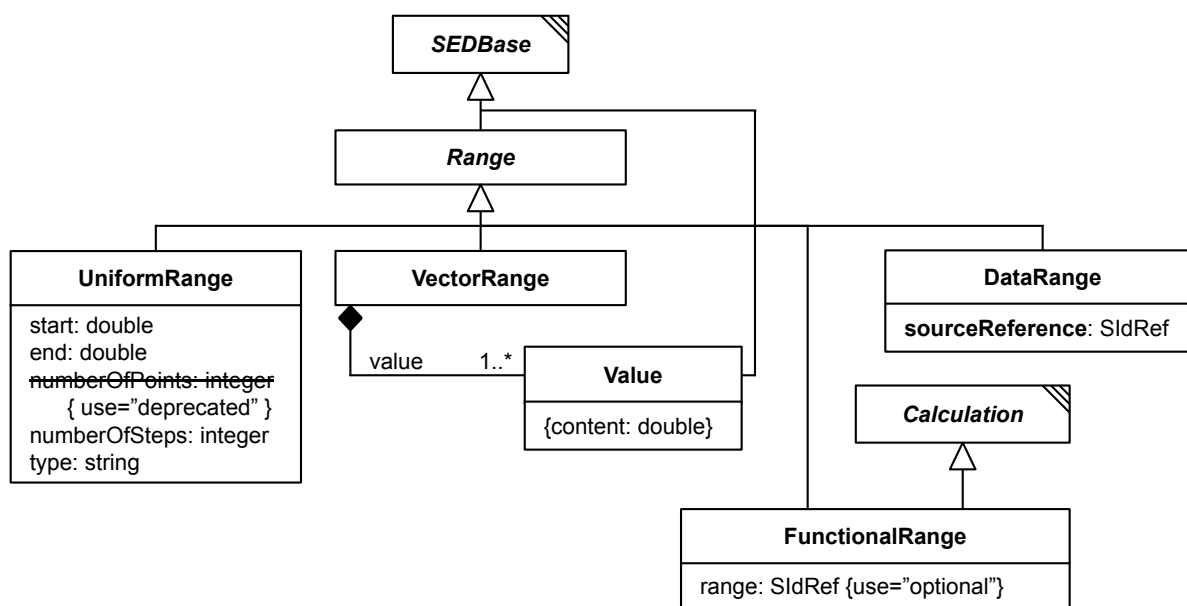 SEDBase
Range
UniformRange
start: double
end: double
numberOfPoints: integer
{ use=”deprecated” }
numberOfSteps: integer
type: string
VectorRange
value 1..*
Value
{content: double}
DataRange
sourceReference: SIdRef
Calculation
FunctionalRange
range: SIdRef {use=”optional”}